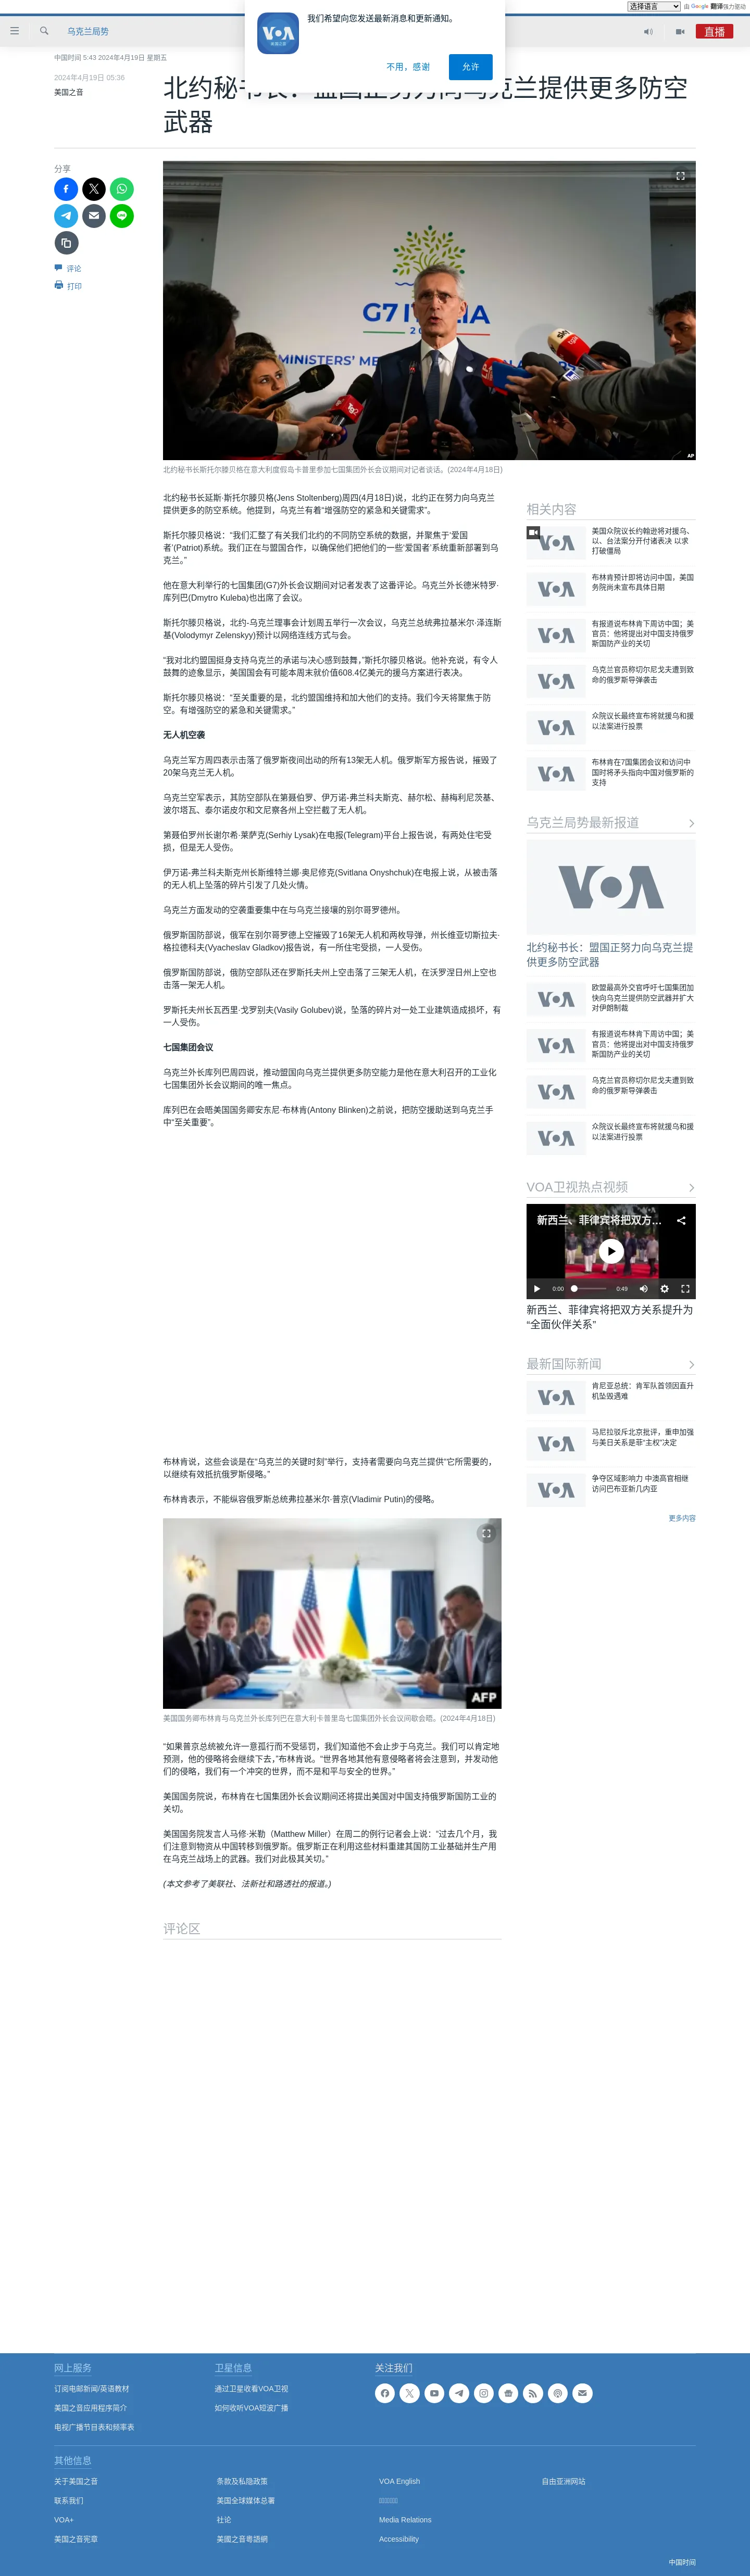 选择语言
由 Google 翻译强力驱动
乌克兰局势
直播
VOA
美国之音
我们希望向您发送最新消息和更新通知。
不用，感谢
允许
中国时间 5:43 2024年4月19日 星期五
2024年4月19日 05:36
美国之音
北约秘书长：盟国正努力向乌克兰提供更多防空
武器
分享
评论
打印
G7 ITALIA
MINISTERS' ME
Tg2
AP
北约秘书长斯托尔滕贝格在意大利度假岛卡普里参加七国集团外长会议期间对记者谈话。(2024年4月18日)
北约秘书长延斯·斯托尔滕贝格(Jens Stoltenberg)周四(4月18日)说，北约正在努力向乌克兰
提供更多的防空系统。他提到，乌克兰有着“增强防空的紧急和关键需求”。
斯托尔滕贝格说：“我们汇整了有关我们北约的不同防空系统的数据，并聚焦于‘爱国
者’(Patriot)系统。我们正在与盟国合作，以确保他们把他们的一些‘爱国者’系统重新部署到乌
克兰。”
他在意大利举行的七国集团(G7)外长会议期间对记者发表了这番评论。乌克兰外长德米特罗·
库列巴(Dmytro Kuleba)也出席了会议。
斯托尔滕贝格说，北约-乌克兰理事会计划周五举行一次会议，乌克兰总统弗拉基米尔·泽连斯
基(Volodymyr Zelenskyy)预计以网络连线方式与会。
“我对北约盟国挺身支持乌克兰的承诺与决心感到鼓舞，”斯托尔滕贝格说。他补充说，有令人
鼓舞的迹象显示，美国国会有可能本周末就价值608.4亿美元的援乌方案进行表决。
斯托尔滕贝格说：“至关重要的是，北约盟国维持和加大他们的支持。我们今天将聚焦于防
空。有增强防空的紧急和关键需求。”
无人机空袭
乌克兰军方周四表示击落了俄罗斯夜间出动的所有13架无人机。俄罗斯军方报告说，摧毁了
20架乌克兰无人机。
乌克兰空军表示，其防空部队在第聂伯罗、伊万诺-弗兰科夫斯克、赫尔松、赫梅利尼茨基、
波尔塔瓦、泰尔诺皮尔和文尼察各州上空拦截了无人机。
第聂伯罗州长谢尔希·莱萨克(Serhiy Lysak)在电报(Telegram)平台上报告说，有两处住宅受
损，但是无人受伤。
伊万诺-弗兰科夫斯克州长斯维特兰娜·奥尼修克(Svitlana Onyshchuk)在电报上说，从被击落
的无人机上坠落的碎片引发了几处火情。
乌克兰方面发动的空袭重要集中在与乌克兰接壤的别尔哥罗德州。
俄罗斯国防部说，俄军在别尔哥罗德上空摧毁了16架无人机和两枚导弹，州长维亚切斯拉夫·
格拉德科夫(Vyacheslav Gladkov)报告说，有一所住宅受损，一人受伤。
俄罗斯国防部说，俄防空部队还在罗斯托夫州上空击落了三架无人机，在沃罗涅日州上空也
击落一架无人机。
罗斯托夫州长瓦西里·戈罗别夫(Vasily Golubev)说，坠落的碎片对一处工业建筑造成损坏，有
一人受伤。
七国集团会议
乌克兰外长库列巴周四说，推动盟国向乌克兰提供更多防空能力是他在意大利召开的工业化
七国集团外长会议期间的唯一焦点。
库列巴在会晤美国国务卿安东尼·布林肯(Antony Blinken)之前说，把防空援助送到乌克兰手
中“至关重要”。
布林肯说，这些会谈是在“乌克兰的关键时刻”举行，支持者需要向乌克兰提供“它所需要的，
以继续有效抵抗俄罗斯侵略。”
布林肯表示，不能纵容俄罗斯总统弗拉基米尔·普京(Vladimir Putin)的侵略。
AFP
美国国务卿布林肯与乌克兰外长库列巴在意大利卡普里岛七国集团外长会议间歇会晤。(2024年4月18日)
“如果普京总统被允许一意孤行而不受惩罚，我们知道他不会止步于乌克兰。我们可以肯定地
预测，他的侵略将会继续下去，”布林肯说。“世界各地其他有意侵略者将会注意到，并发动他
们的侵略，我们有一个冲突的世界，而不是和平与安全的世界。”
美国国务院说，布林肯在七国集团外长会议期间还将提出美国对中国支持俄罗斯国防工业的
关切。
美国国务院发言人马修·米勒（Matthew Miller）在周二的例行记者会上说：“过去几个月，我
们注意到物资从中国转移到俄罗斯。俄罗斯正在利用这些材料重建其国防工业基础并生产用
在乌克兰战场上的武器。我们对此极其关切。”
(本文参考了美联社、法新社和路透社的报道。)
评论区
相关内容
美国众院议长约翰逊将对援乌、
以、台法案分开付诸表决 以求
打破僵局
布林肯预计即将访问中国，美国
务院尚未宣布具体日期
有报道说布林肯下周访中国；美
官员：他将提出对中国支持俄罗
斯国防产业的关切
乌克兰官员称切尔尼戈夫遭到致
命的俄罗斯导弹袭击
众院议长最终宣布将就援乌和援
以法案进行投票
布林肯在7国集团会议和访问中
国时将矛头指向中国对俄罗斯的
支持
乌克兰局势最新报道
VOA
北约秘书长：盟国正努力向乌克兰提
供更多防空武器
欧盟最高外交官呼吁七国集团加
快向乌克兰提供防空武器并扩大
对伊朗制裁
有报道说布林肯下周访中国；美
官员：他将提出对中国支持俄罗
斯国防产业的关切
乌克兰官员称切尔尼戈夫遭到致
命的俄罗斯导弹袭击
众院议长最终宣布将就援乌和援
以法案进行投票
VOA卫视热点视频
新西兰、菲律宾将把双方…
0:00
0:49
新西兰、菲律宾将把双方关系提升为
“全面伙伴关系”
最新国际新闻
肯尼亚总统：肯军队首领因直升
机坠毁遇难
马尼拉驳斥北京批评，重申加强
与美日关系是菲“主权”决定
争夺区域影响力 中澳高官相继
访问巴布亚新几内亚
更多内容
网上服务
订阅电邮新闻/英语教材
美国之音应用程序简介
电视广播节目表和频率表
卫星信息
通过卫星收看VOA卫视
如何收听VOA短波广播
关注我们
其他信息
关于美国之音
联系我们
VOA+
美国之音宪章
条款及私隐政策
美国全球媒体总署
社论
美國之音粵語網
VOA English
Media Relations
Accessibility
自由亚洲网站
中国时间